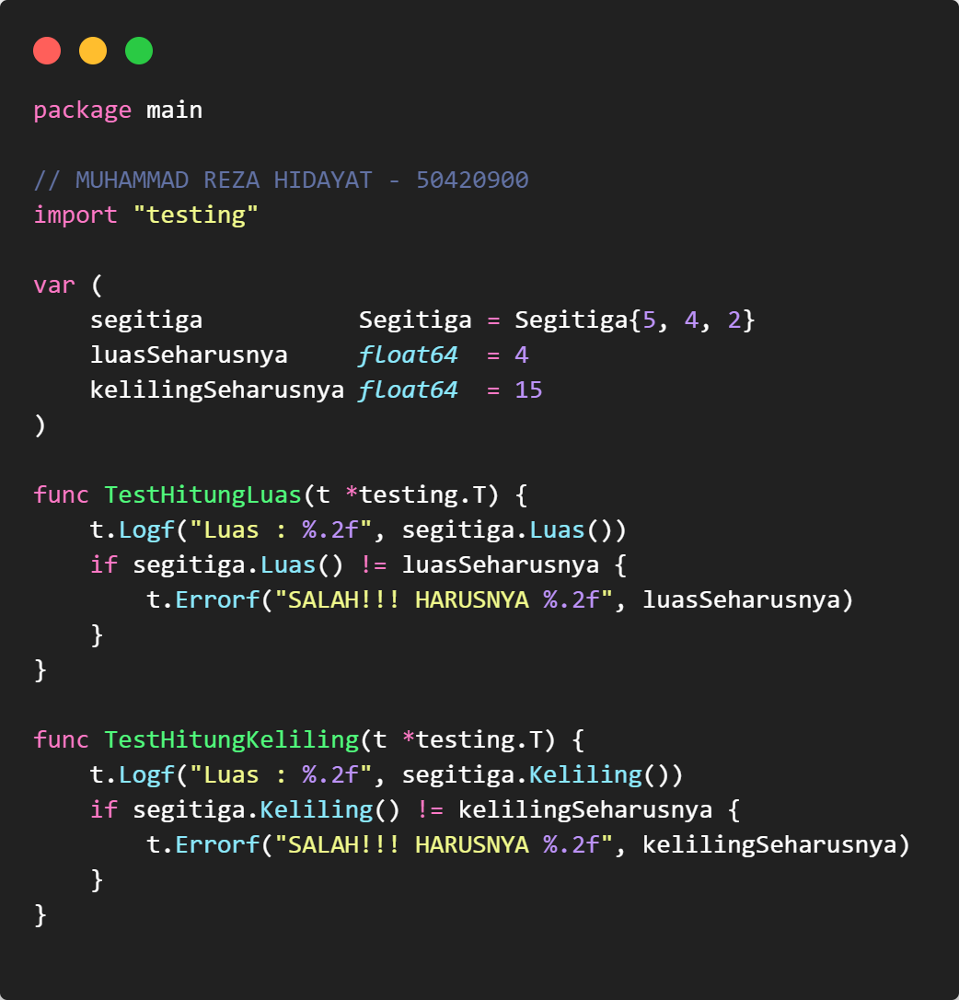 package main

// MUHAMMAD REZA HIDAYAT - 50420900
import "testing"

var (
    segitiga           Segitiga = Segitiga{5, 4, 2}
    luasSeharusnya     float64  = 4
    kelilingSeharusnya float64  = 15
)

func TestHitungLuas(t *testing.T) {
    t.Logf("Luas : %.2f", segitiga.Luas())
    if segitiga.Luas() != luasSeharusnya {
        t.Errorf("SALAH!!! HARUSNYA %.2f", luasSeharusnya)
    }
}

func TestHitungKeliling(t *testing.T) {
    t.Logf("Luas : %.2f", segitiga.Keliling())
    if segitiga.Keliling() != kelilingSeharusnya {
        t.Errorf("SALAH!!! HARUSNYA %.2f", kelilingSeharusnya)
    }
}